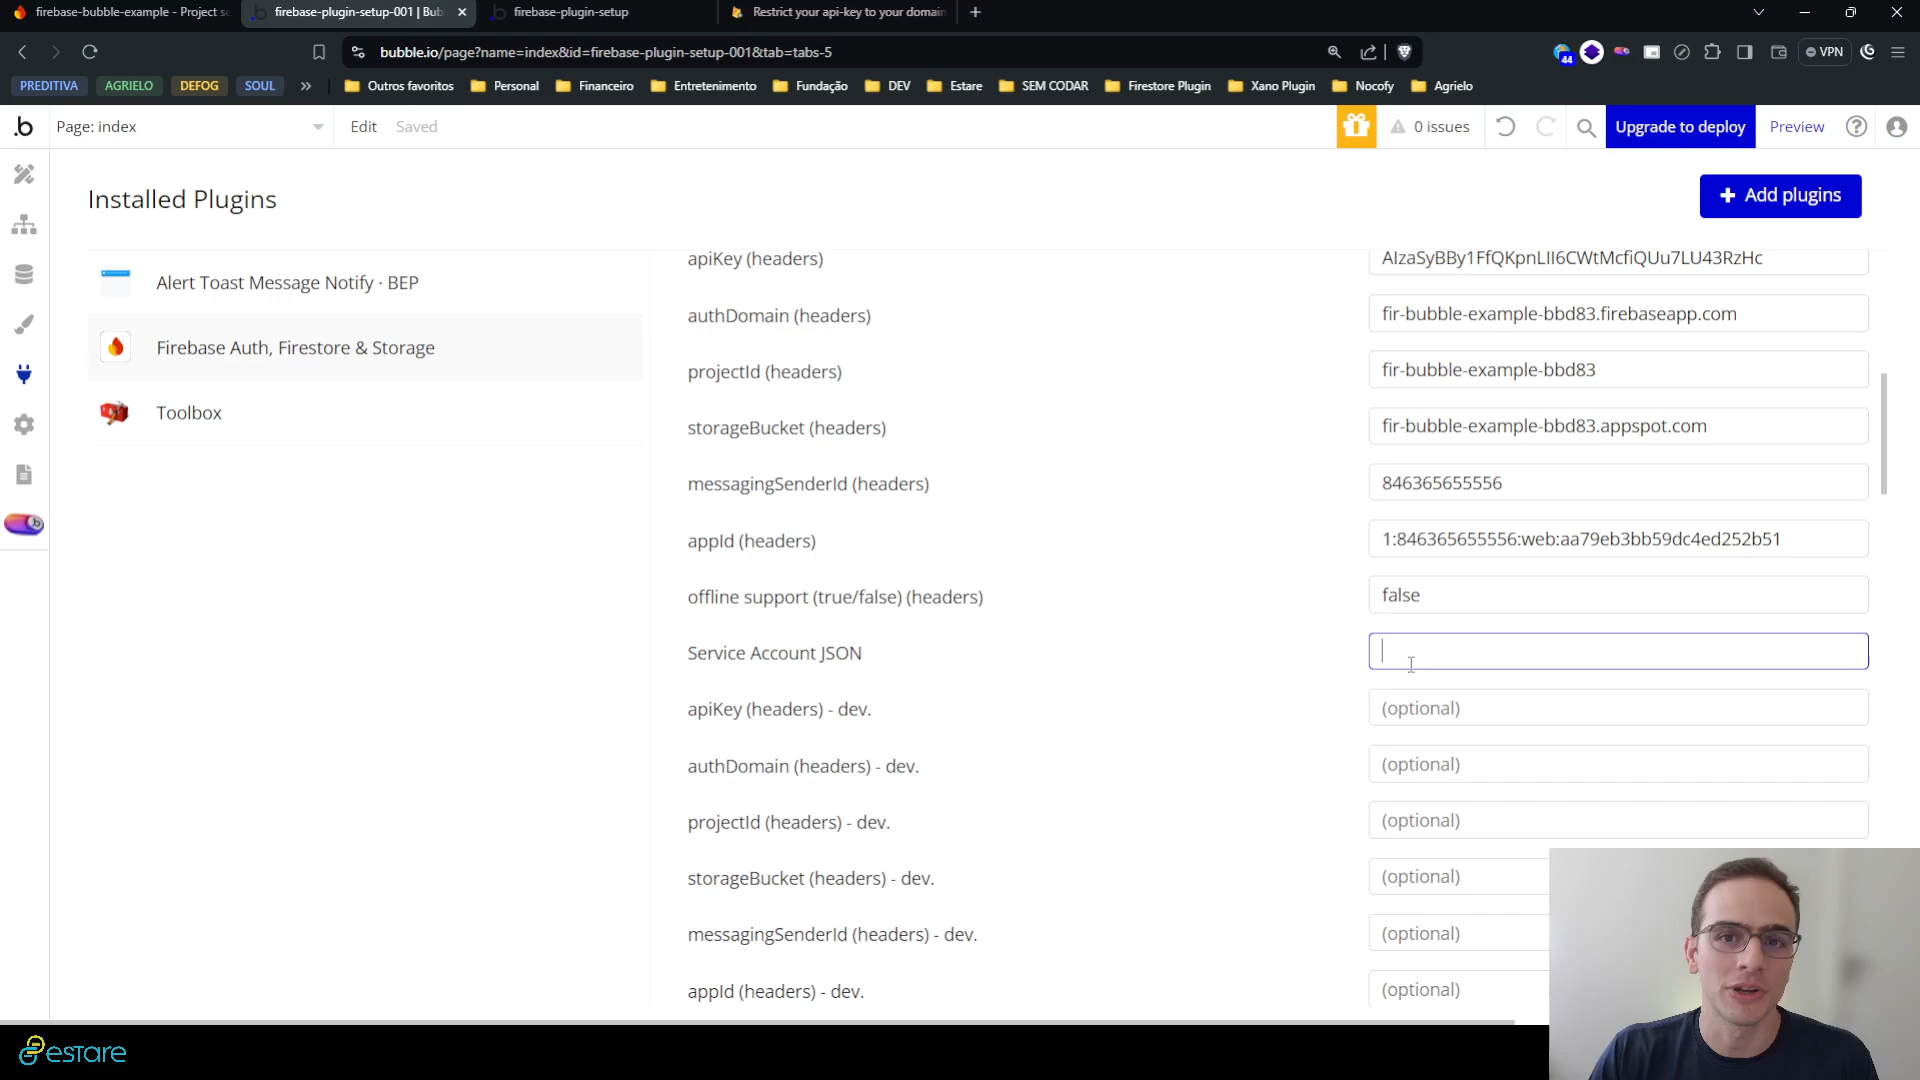 firebase-bubble-example - Project se
firebase-plugin-setup-001 | Bub
firebase-plugin-setup
Restrict your api-key to your domain
bubble.io/page?name=index&id=firebase-plugin-setup-001&tab=tabs-5
44
VPN
PREDITIVA
AGRIELO
DEFOG
SOUL
Outros favoritos
Personal
Financeiro
Entretenimento
Fundação
DEV
Estare
SEM CODAR
Firestore Plugin
Xano Plugin
Nocofy
Agrielo
Page: index
Edit
Saved
0 issues
Upgrade to deploy
Preview
Installed Plugins
Add plugins
Alert Toast Message Notify · BEP
Firebase Auth, Firestore & Storage
Toolbox
apiKey (headers)
AIzaSyBBy1FfQKpnLIl6CWtMcfiQUu7LU43RzHc
authDomain (headers)
fir-bubble-example-bbd83.firebaseapp.com
projectId (headers)
fir-bubble-example-bbd83
storageBucket (headers)
fir-bubble-example-bbd83.appspot.com
messagingSenderId (headers)
846365655556
appId (headers)
1:846365655556:web:aa79eb3bb59dc4ed252b51
offline support (true/false) (headers)
false
Service Account JSON
apiKey (headers) - dev.
(optional)
authDomain (headers) - dev.
(optional)
projectId (headers) - dev.
(optional)
storageBucket (headers) - dev.
(optional)
messagingSenderId (headers) - dev.
(optional)
appId (headers) - dev.
(optional)
estare